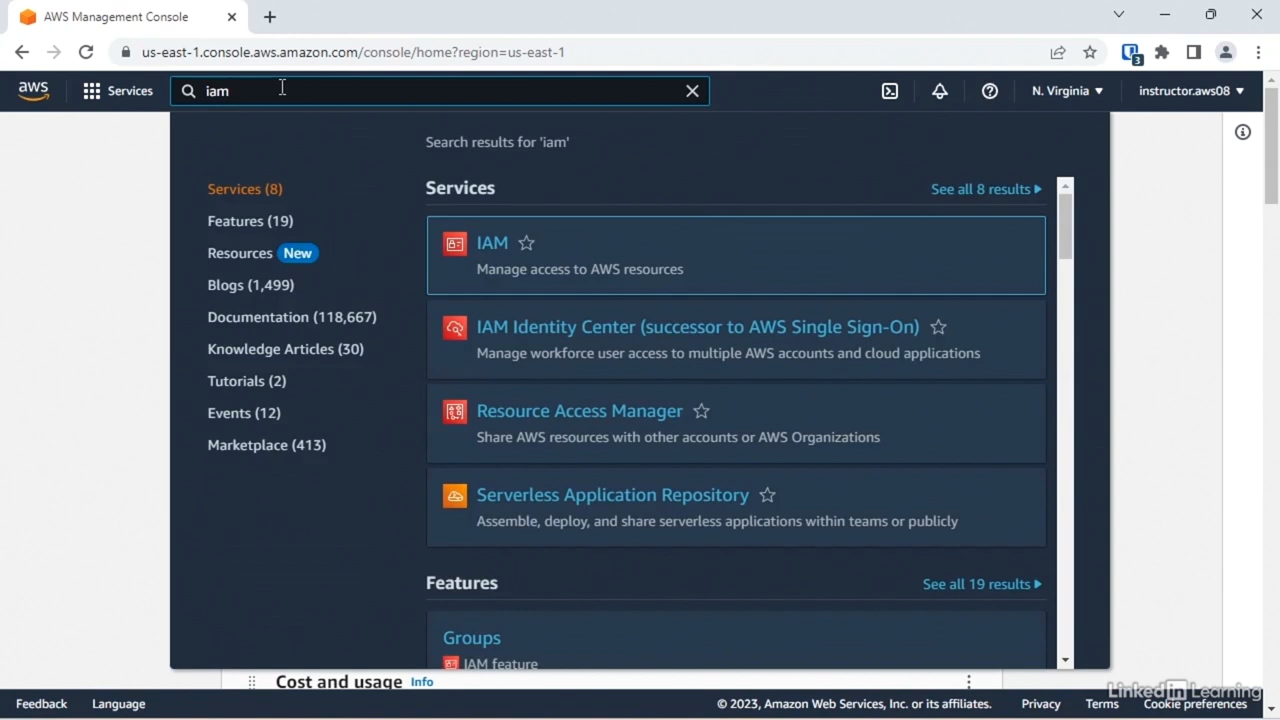 AWS Management Console
us-east-1.console.aws.amazon.com/console/home?region=us-east-1
3
aws
Services
iam
N. Virginia
instructor.aws08
Search results for 'iam'
Services (8)
Features (19)
Resources New
Blogs (1,499)
Documentation (118,667)
Knowledge Articles (30)
Tutorials (2)
Events (12)
Marketplace (413)
Services
See all 8 results
IAM
Manage access to AWS resources
IAM Identity Center (successor to AWS Single Sign-On)
Manage workforce user access to multiple AWS accounts and cloud applications
Resource Access Manager
Share AWS resources with other accounts or AWS Organizations
Serverless Application Repository
Assemble, deploy, and share serverless applications within teams or publicly
Features
See all 19 results
Groups
IAM feature
Cost and usage Info
LinkedIn Learning
Feedback
Language
© 2023, Amazon Web Services, Inc. or its affiliates.
Privacy
Terms
Cookie preferences